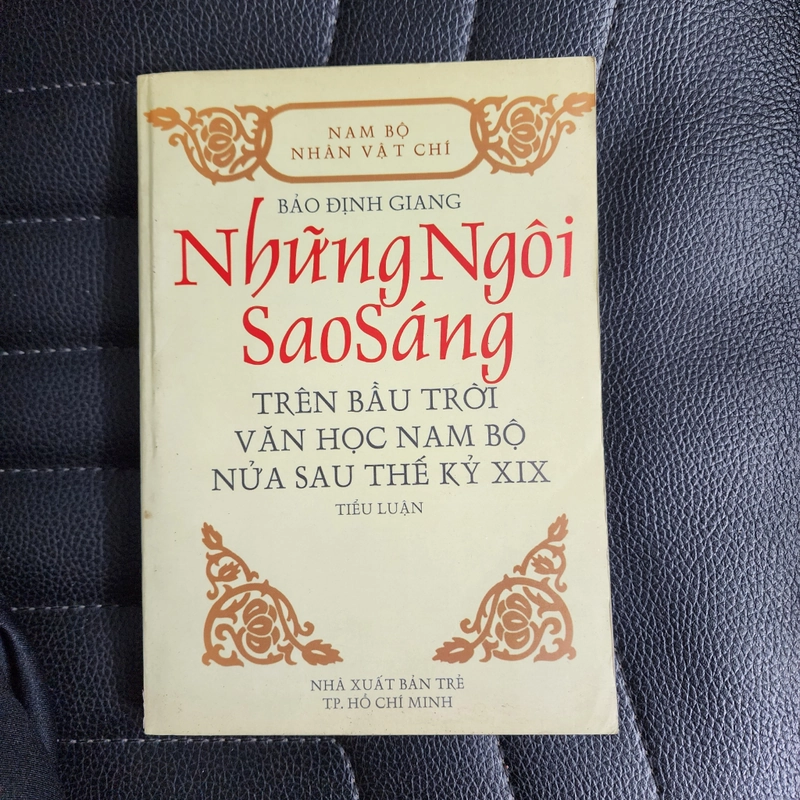 NAM BỘ
NHÂN VẬT CHÍ
BẢO ĐỊNH GIANG
Những Ngôi
Sao Sáng
TRÊN BẦU TRỜI
VĂN HỌC NAM BỘ
NỬA SAU THẾ KỶ XIX
TIỂU LUẬN
NHÀ XUẤT BẢN TRẺ
TP. HỒ CHÍ MINH